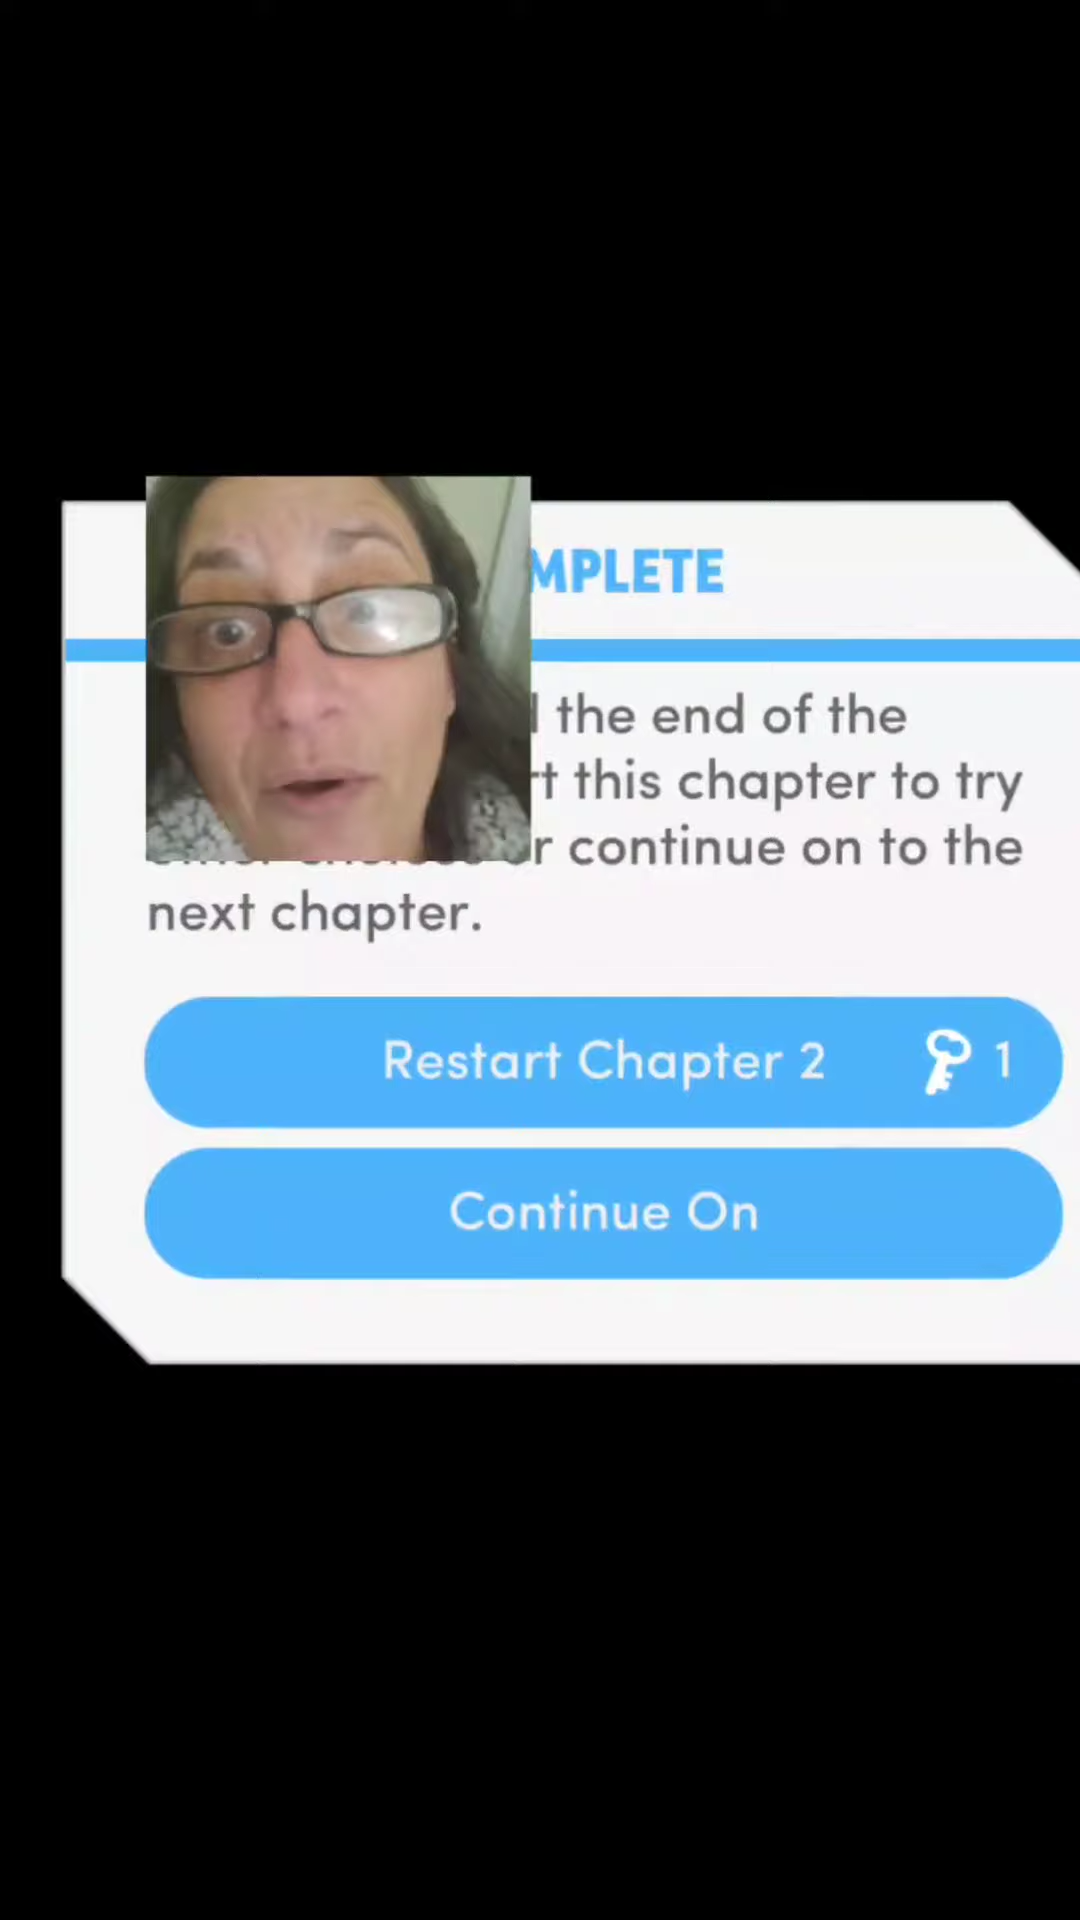 MPLETE
the end of the
this chapter to try
continue on to the
next chapter.
Restart Chapter 2 1
Continue On